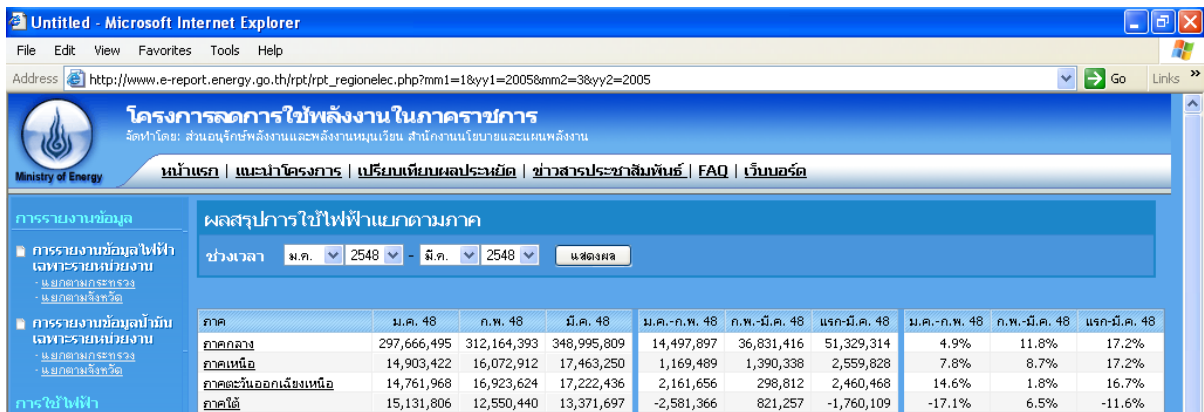 Untitled - Microsoft Internet Explorer
File Edit View Favorites Tools Help
Address http://www.e-report.energy.go.th/rpt/rpt_regionelec.php?mm1=1&yy1=2005&mm2=3&yy2=2005 Go Links »
โครงการลดการใช้พลังงานในภาคราชการ
จัดทำโดย: ส่วนอนุรักษ์พลังงานและพลังงานหมุนเวียน สำนักงานนโยบายและแผนพลังงาน
Ministry of Energy
หน้าแรก | แนะนำโครงการ | เปรียบเทียบผลประหยัด | ข่าวสารประชาสัมพันธ์ | FAQ | เว็บบอร์ด
การรายงานข้อมูล
การรายงานข้อมูลไฟฟ้า
เฉพาะรายหน่วยงาน
- แยกตามกระทรวง
- แยกตามจังหวัด
การรายงานข้อมูลน้ำมัน
เฉพาะรายหน่วยงาน
- แยกตามกระทรวง
- แยกตามจังหวัด
การใช้ไฟฟ้า
ผลสรุปการใช้ไฟฟ้าแยกตามภาค
ช่วงเวลา ม.ค. 2548 - มี.ค. 2548 แสดงผล
ภาค ม.ค. 48 ก.พ. 48 มี.ค. 48 ม.ค.-ก.พ. 48 ก.พ.-มี.ค. 48 แรก-มี.ค. 48 ม.ค.-ก.พ. 48 ก.พ.-มี.ค. 48 แรก-มี.ค. 48
ภาคกลาง 297,666,495 312,164,393 348,995,809 14,497,897 36,831,416 51,329,314 4.9% 11.8% 17.2%
ภาคเหนือ 14,903,422 16,072,912 17,463,250 1,169,489 1,390,338 2,559,828 7.8% 8.7% 17.2%
ภาคตะวันออกเฉียงเหนือ 14,761,968 16,923,624 17,222,436 2,161,656 298,812 2,460,468 14.6% 1.8% 16.7%
ภาคใต้ 15,131,806 12,550,440 13,371,697 -2,581,366 821,257 -1,760,109 -17.1% 6.5% -11.6%